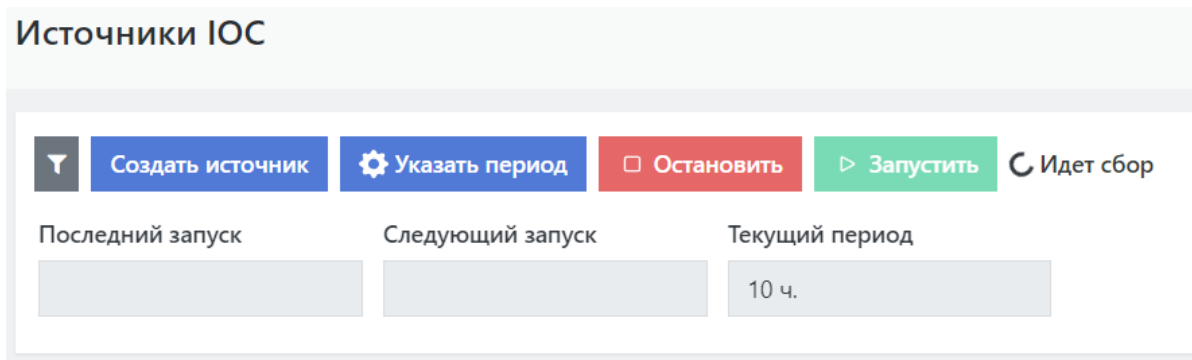 Источники IOC
Создать источник Указать период Остановить Запустить Идет сбор
Последний запуск Следующий запуск Текущий период
10 ч.